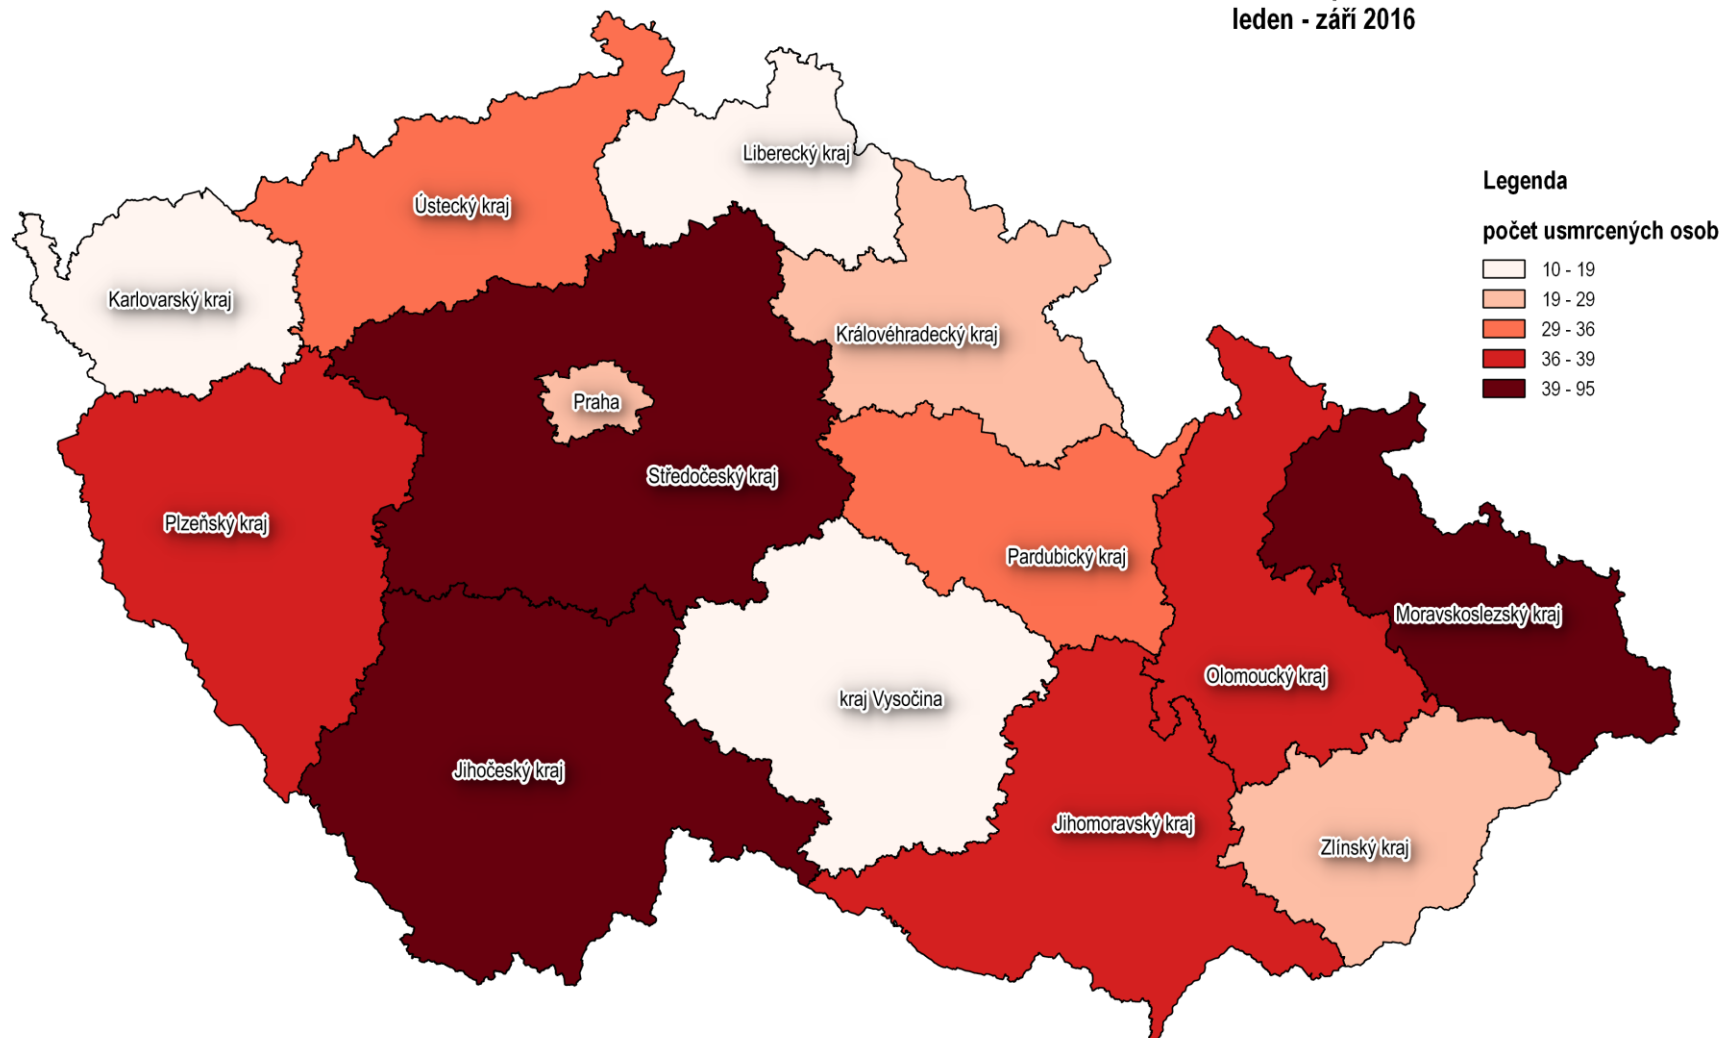 leden - září 2016
Liberecký kraj
Ústecký kraj
Karlovarský kraj
Královéhradecký kraj
Praha
Středočeský kraj
Plzeňský kraj
Pardubický kraj
Moravskoslezský kraj
Olomoucký kraj
kraj Vysočina
Jihočeský kraj
Jihomoravský kraj
Zlínský kraj
Legenda
počet usmrcených osob
10 - 19
19 - 29
29 - 36
36 - 39
39 - 95